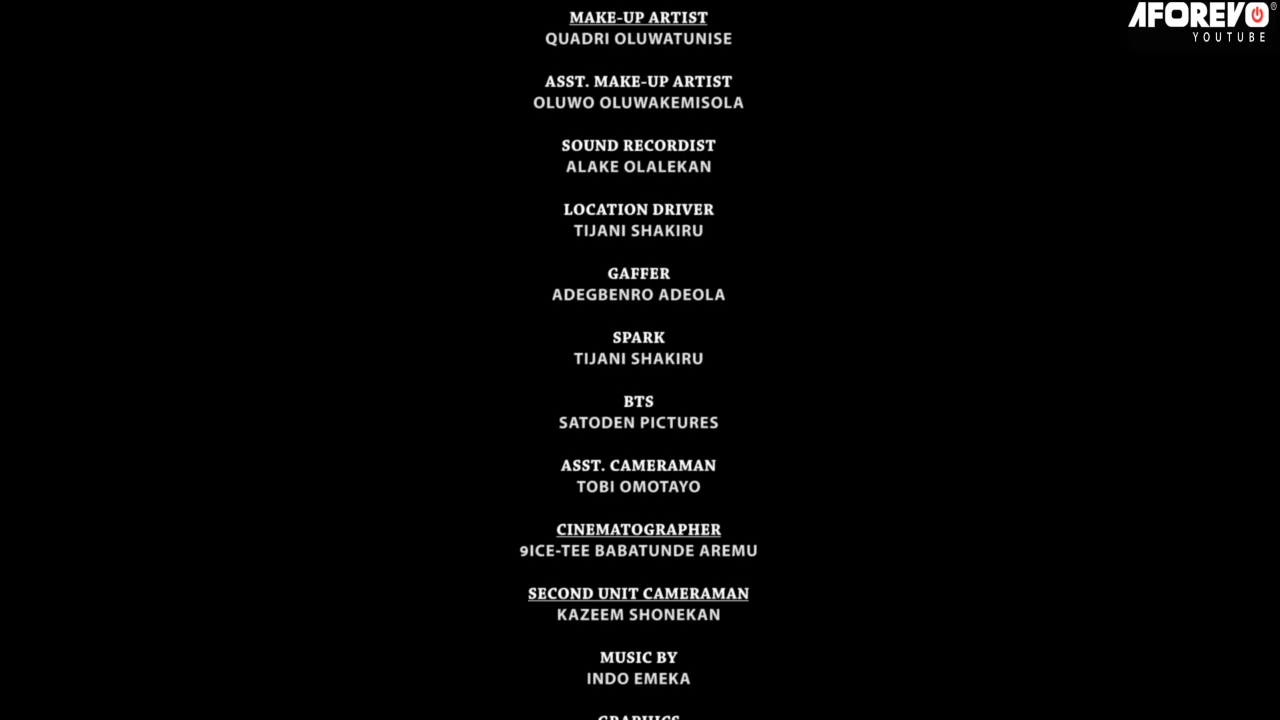 MAKE-UP ARTIST
QUADRI OLUWATUNISE
ASST. MAKE-UP ARTIST
OLUWO OLUWAKEMISOLA
SOUND RECORDIST
ALAKE OLALEKAN
LOCATION DRIVER
TIJANI SHAKIRU
GAFFER
ADEGBENRO ADEOLA
SPARK
TIJANI SHAKIRU
BTS
SATODEN PICTURES
ASST. CAMERAMAN
TOBI OMOTAYO
CINEMATOGRAPHER
9ICE-TEE BABATUNDE AREMU
SECOND UNIT CAMERAMAN
KAZEEM SHONEKAN
MUSIC BY
INDO EMEKA
GRAPHICS
AFOREVO®
YOUTUBE